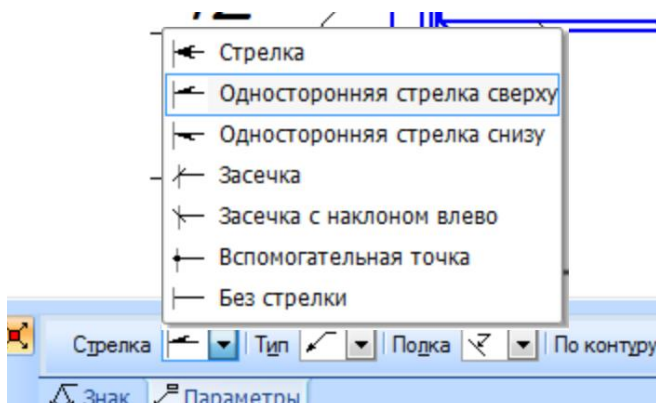 Стрелка
Односторонняя стрелка сверху
Односторонняя стрелка снизу
Засечка
Засечка с наклоном влево
Вспомогательная точка
Без стрелки
Стрелка Тип Полка По контуру
Знак Параметры